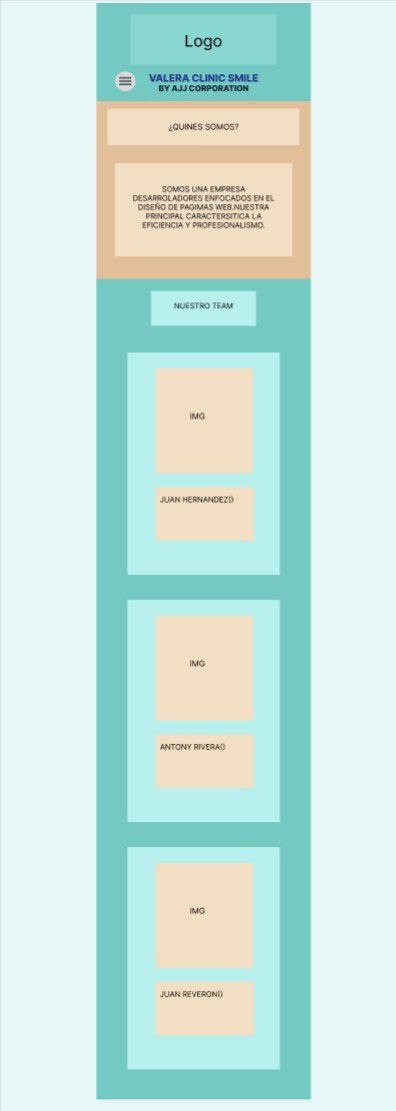 Logo
VALERA CLINIC SMILE
BY AJJ CORPORATION
¿QUINES SOMOS?
SOMOS UNA EMPRESA
DESARROLADORES ENFOCADOS EN EL
DISEÑO DE PAGIMAS WEB.NUESTRA
PRINCIPAL CARACTERSITICA LA
EFICIENCIA Y PROFESIONALISMO.
NUESTRO TEAM
IMG
JUAN HERNANDEZ()
IMG
ANTONY RIVERA()
IMG
JUAN REVERON()